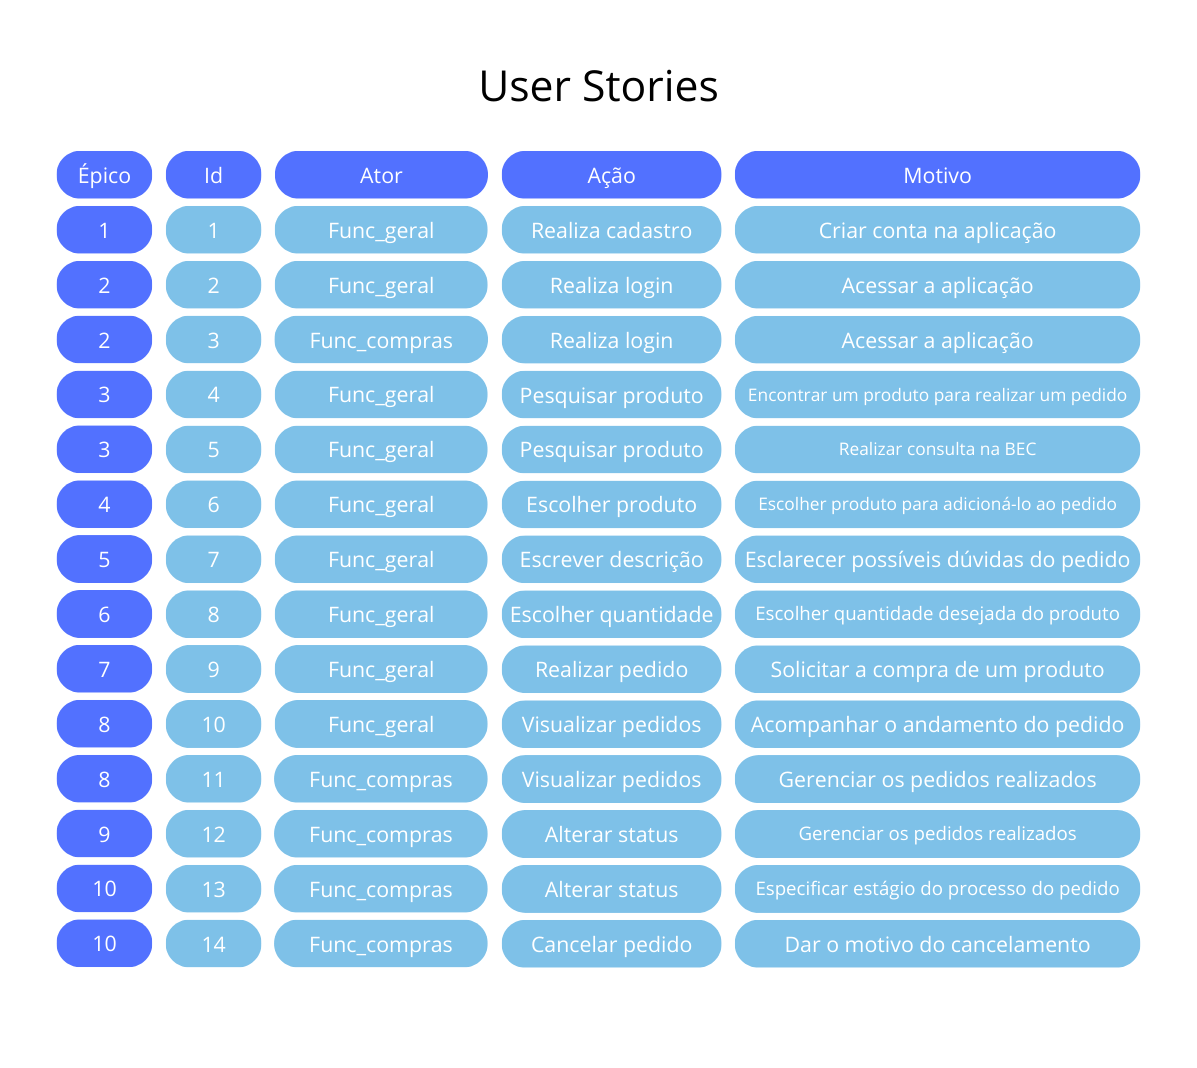 User Stories
Épico Id Ator Ação Motivo
1 1 Func_geral Realiza cadastro Criar conta na aplicação
2 2 Func_geral Realiza login Acessar a aplicação
2 3 Func_compras Realiza login Acessar a aplicação
3 4 Func_geral Pesquisar produto Encontrar um produto para realizar um pedido
3 5 Func_geral Pesquisar produto Realizar consulta na BEC
4 6 Func_geral Escolher produto Escolher produto para adicioná-lo ao pedido
5 7 Func_geral Escrever descrição Esclarecer possíveis dúvidas do pedido
6 8 Func_geral Escolher quantidade Escolher quantidade desejada do produto
7 9 Func_geral Realizar pedido Solicitar a compra de um produto
8 10 Func_geral Visualizar pedidos Acompanhar o andamento do pedido
8 11 Func_compras Visualizar pedidos Gerenciar os pedidos realizados
9 12 Func_compras Alterar status Gerenciar os pedidos realizados
10 13 Func_compras Alterar status Especificar estágio do processo do pedido
10 14 Func_compras Cancelar pedido Dar o motivo do cancelamento